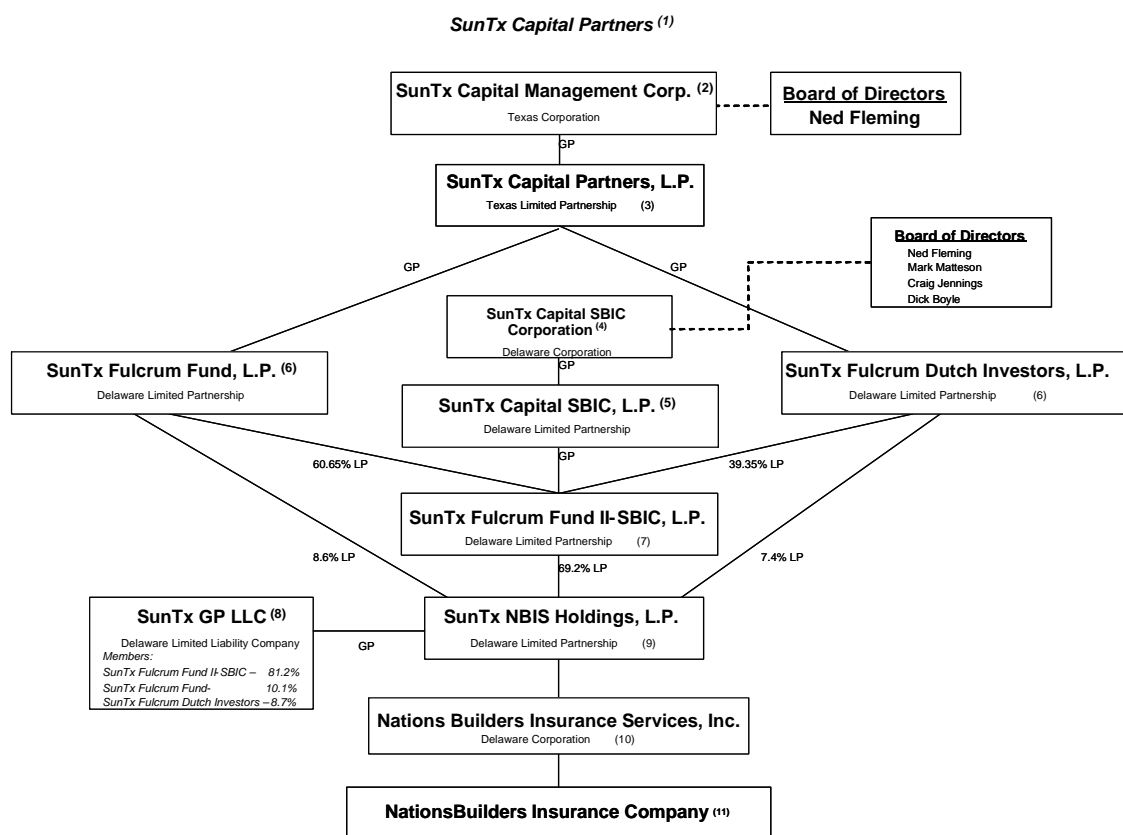 SunTx Capital Partners (1)
SunTx Capital Management Corp. (2)
Texas Corporation
Board of Directors
Ned Fleming
GP
SunTx Capital Partners, L.P.
Texas Limited Partnership (3)
Board of Directors
Ned Fleming
Mark Matteson
Craig Jennings
Dick Boyle
GP
GP
SunTx Capital SBIC
Corporation (4)
Delaware Corporation
GP
SunTx Fulcrum Fund, L.P. (6)
Delaware Limited Partnership
SunTx Fulcrum Dutch Investors, L.P.
Delaware Limited Partnership (6)
SunTx Capital SBIC, L.P. (5)
Delaware Limited Partnership
GP
60.65% LP
39.35% LP
SunTx Fulcrum Fund II-SBIC, L.P.
Delaware Limited Partnership (7)
8.6% LP
69.2% LP
7.4% LP
SunTx GP LLC (8)
Delaware Limited Liability Company
Members:
SunTx Fulcrum Fund II-SBIC – 81.2%
SunTx Fulcrum Fund- 10.1%
SunTx Fulcrum Dutch Investors – 8.7%
GP
SunTx NBIS Holdings, L.P.
Delaware Limited Partnership (9)
Nations Builders Insurance Services, Inc.
Delaware Corporation (10)
NationsBuilders Insurance Company (11)